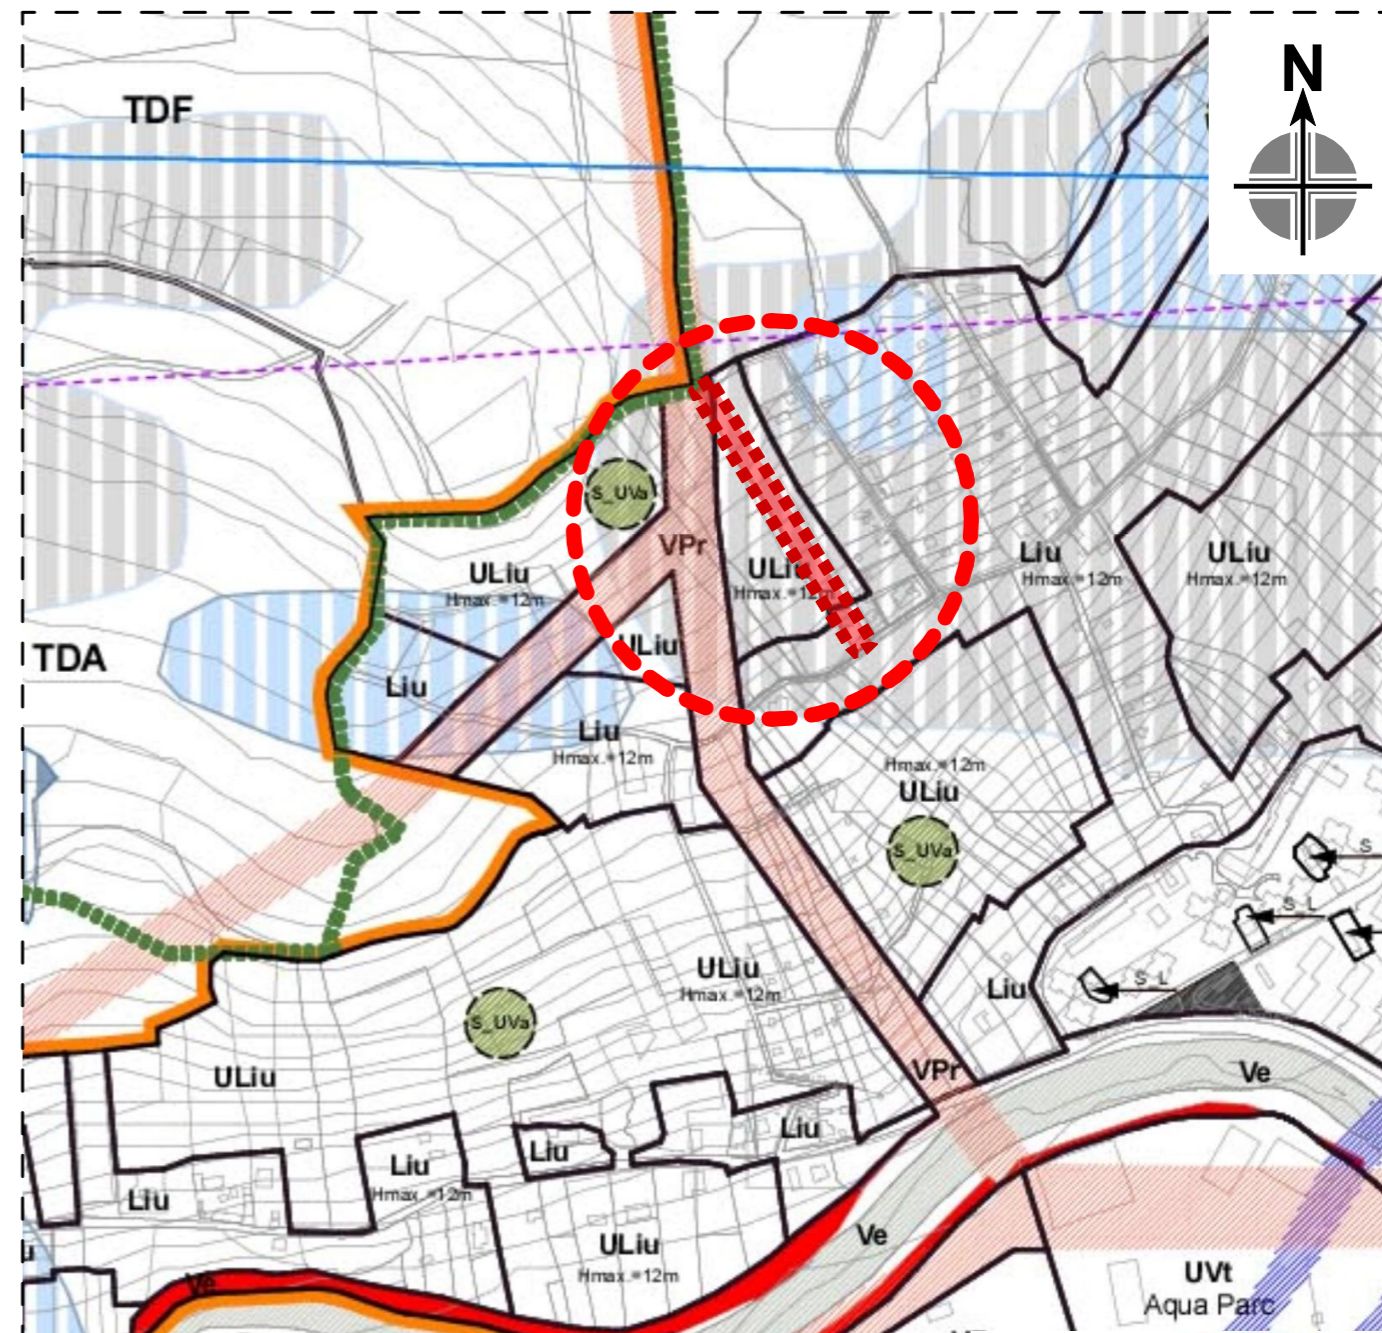 N
TDF
S_UVa
VPr
ULiu
Hmax.=12m
Liu
Hmax.=12m
ULiu
Hmax.=12m
ULiu
Hmax.=12m
ULiu
TDA
Liu
Liu
Hmax.=12m
Hmax.=12m
ULiu
S_UVa
S_L
S_L
ULiu
Hmax.=12m
Liu
S_UVa
VPr
Ve
ULiu
Liu
Liu
Liu
Hmax.=12m
Liu
Ve
ULiu
Hmax.=12m
Ve
UVt
Aqua Parc